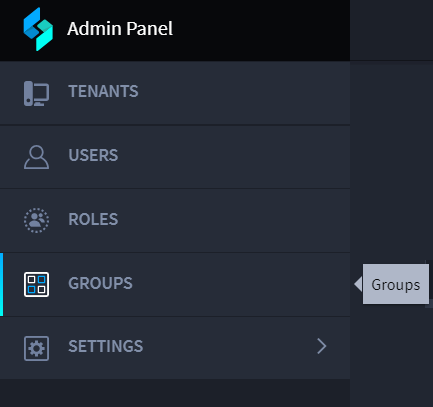 Admin Panel
TENANTS
USERS
ROLES
GROUPS
Groups
SETTINGS